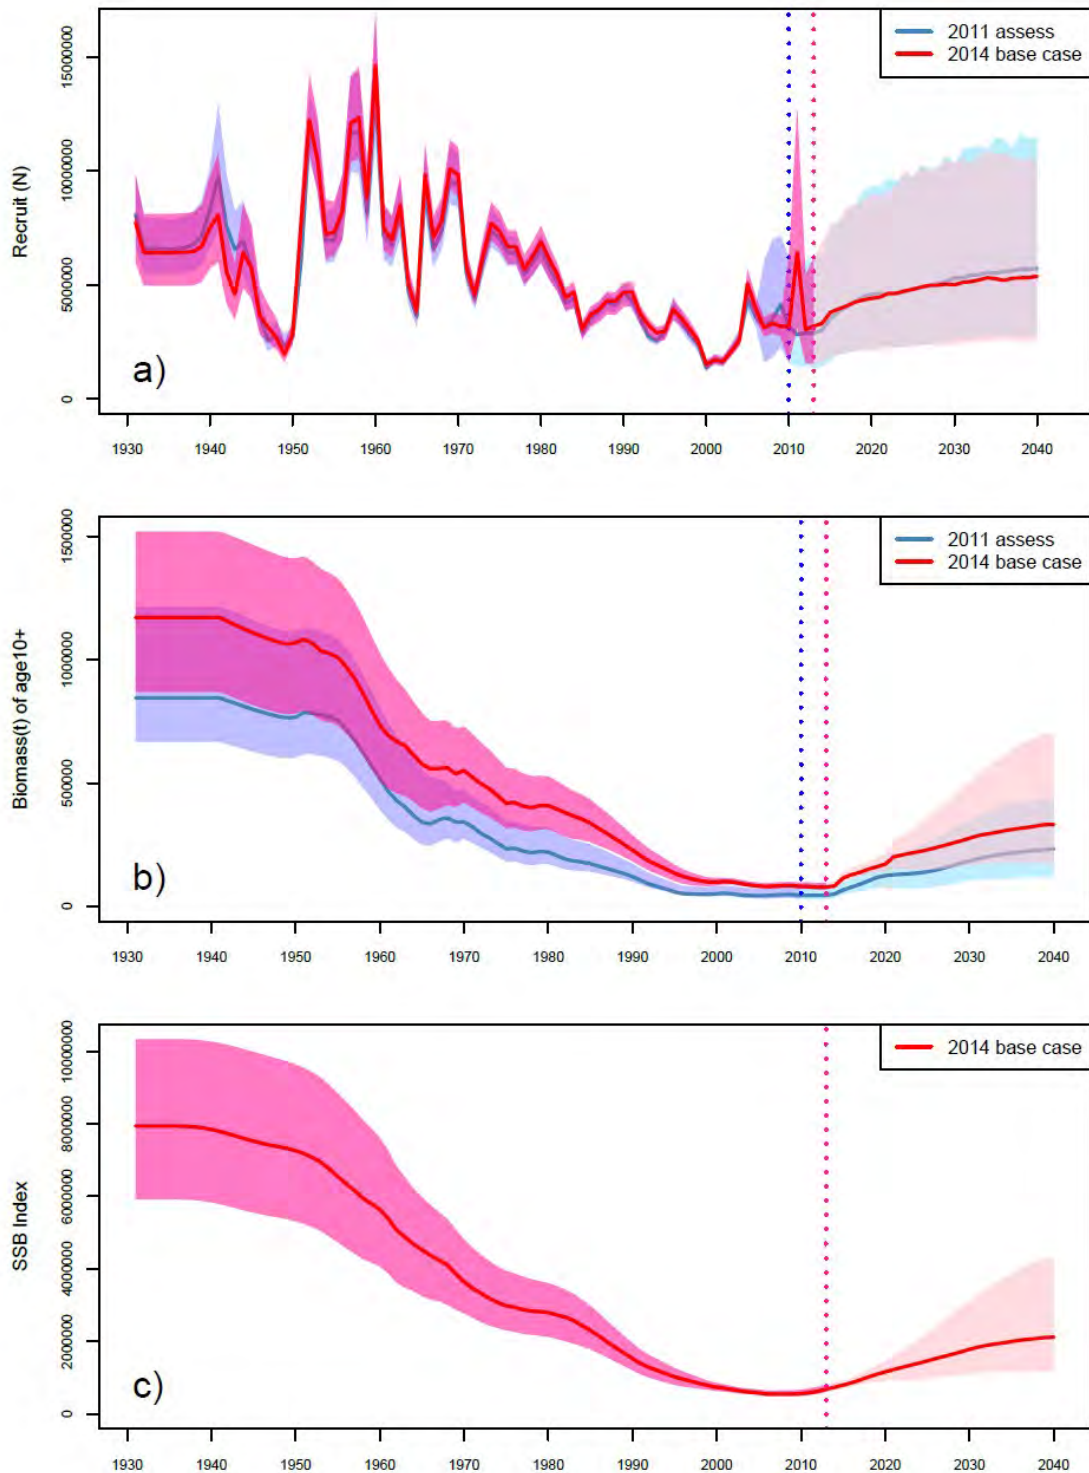 2011 assess
2014 base case
Recruit (N)
15000000
10000000
5000000
0
a)
1930 1940 1950 1960 1970 1980 1990 2000 2010 2020 2030 2040
2011 assess
2014 base case
Biomass(t) of age10+
1500000
1000000
500000
0
b)
1930 1940 1950 1960 1970 1980 1990 2000 2010 2020 2030 2040
2014 base case
SSB Index
10000000
8000000
6000000
4000000
2000000
0
c)
1930 1940 1950 1960 1970 1980 1990 2000 2010 2020 2030 2040